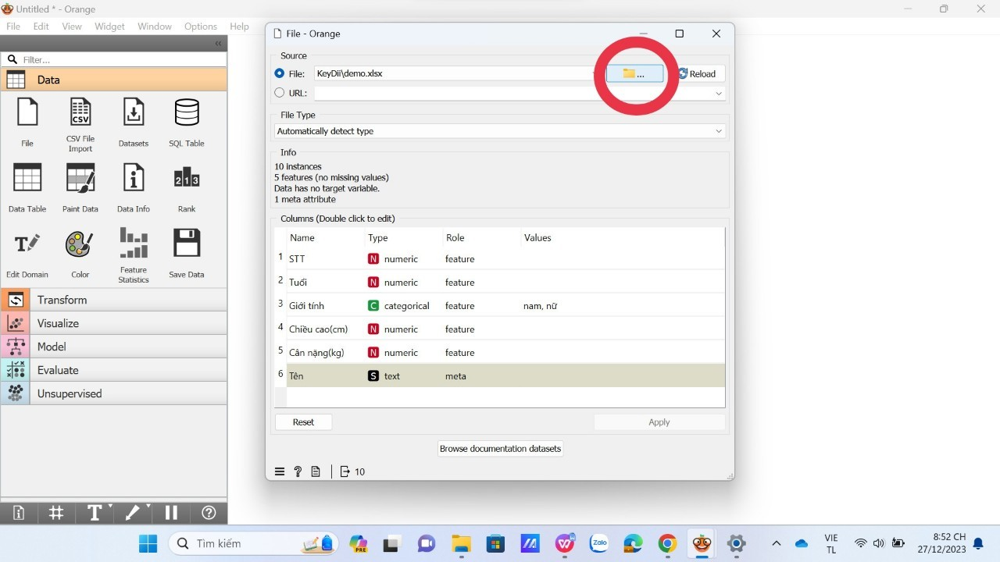 Untitled * - Orange
File Edit View Widget Window Options Help
Filter...
Data
File
CSV File Import
Datasets
SQL Table
Data Table
Paint Data
Data Info
Rank
Edit Domain
Color
Feature Statistics
Save Data
Transform
Visualize
Model
Evaluate
Unsupervised
File - Orange
Source
File: KeyDii\demo.xlsx ... Reload
URL:
File Type
Automatically detect type
Info
10 instances
5 features (no missing values)
Data has no target variable.
1 meta attribute
Columns (Double click to edit)
Name Type Role Values
1 STT N numeric feature
2 Tuổi N numeric feature
3 Giới tính C categorical feature nam, nữ
4 Chiều cao(cm) N numeric feature
5 Cân nặng(kg) N numeric feature
6 Tên S text meta
Reset Apply
Browse documentation datasets
10
Tìm kiếm
PRE
Zalo
VIE
TL
8:52 CH
27/12/2023